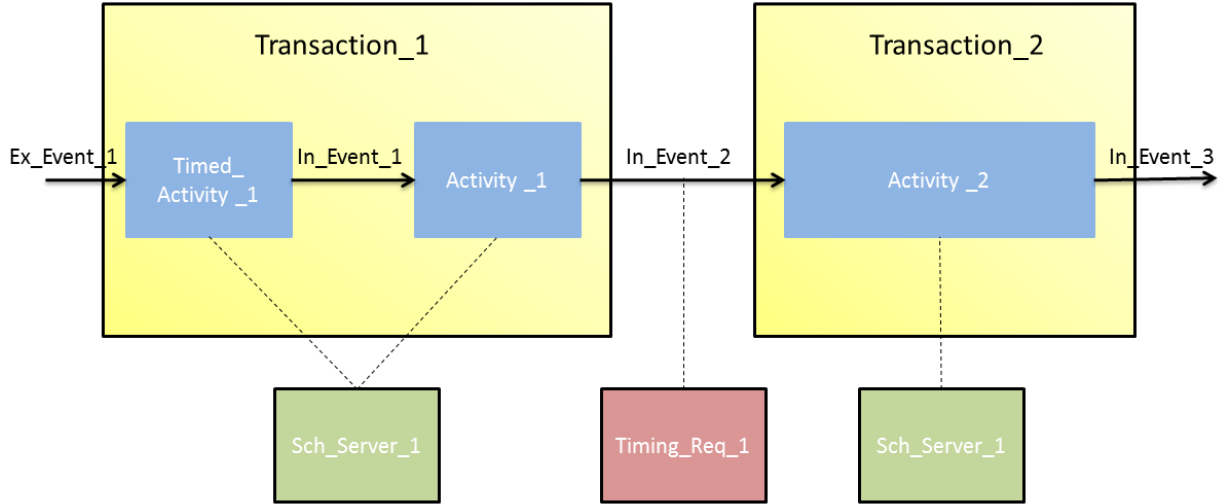 Transaction_1
Transaction_2
Ex_Event_1
Timed_
Activity _1
In_Event_1
Activity _1
In_Event_2
Activity _2
In_Event_3
Sch_Server_1
Timing_Req_1
Sch_Server_1